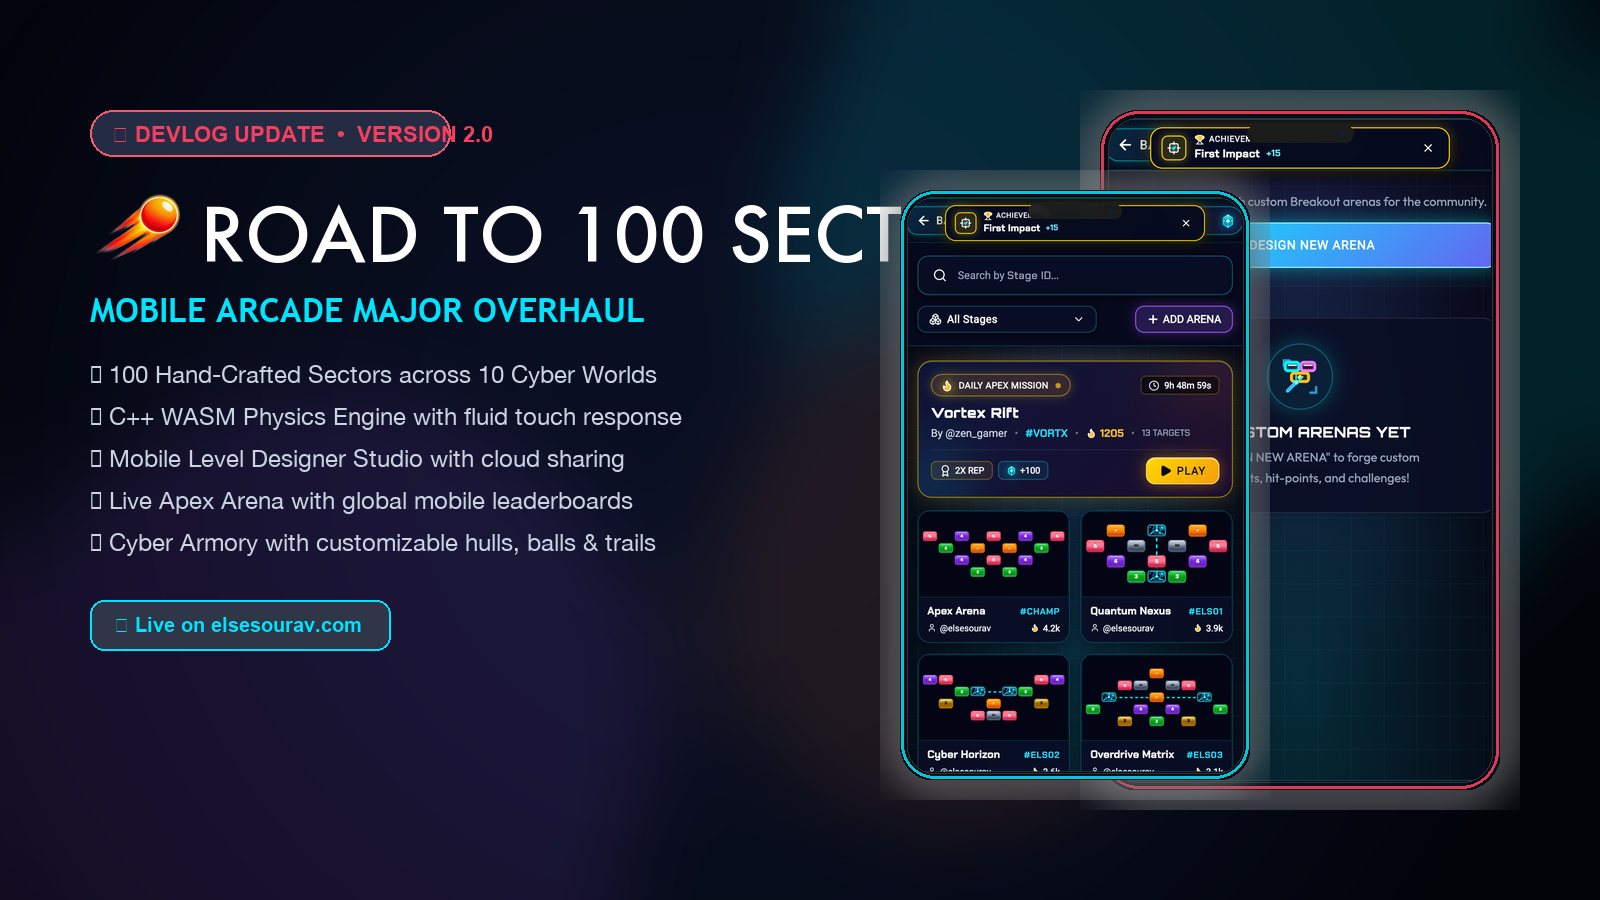 DEVLOG UPDATE • VERSION 2.0
ROAD TO 100 SECT
MOBILE ARCADE MAJOR OVERHAUL
100 Hand-Crafted Sectors across 10 Cyber Worlds
C++ WASM Physics Engine with fluid touch response
Mobile Level Designer Studio with cloud sharing
Live Apex Arena with global mobile leaderboards
Cyber Armory with customizable hulls, balls & trails
Live on elsesourav.com
First Impact +15
Search by Stage ID...
All Stages
+ ADD ARENA
DAILY APEX MISSION
9h 48m 59s
Vortex Rift
By @zen_gamer • #VORTX • 1205 • 13 TARGETS
2X REP
+100
PLAY
Apex Arena #CHAMP
@elsesourav 4.2k
Quantum Nexus #ELS01
@elsesourav 3.9k
Cyber Horizon #ELS02
Overdrive Matrix #ELS03
First Impact +15
custom Breakout arenas for the community.
DESIGN NEW ARENA
STOM ARENAS YET
NEW ARENA" to forge custom
ts, hit-points, and challenges!